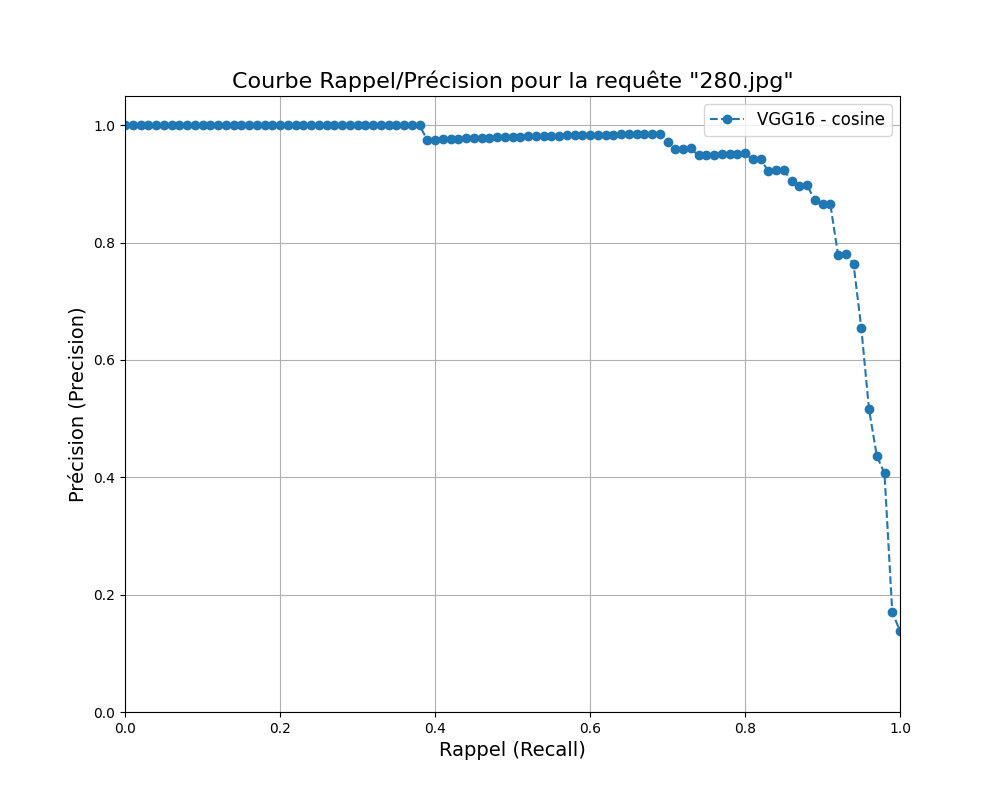 Courbe Rappel/Précision pour la requête "280.jpg"
VGG16 - cosine
1.0
0.8
0.6
0.4
0.2
0.0
Précision (Precision)
0.0 0.2 0.4 0.6 0.8 1.0
Rappel (Recall)